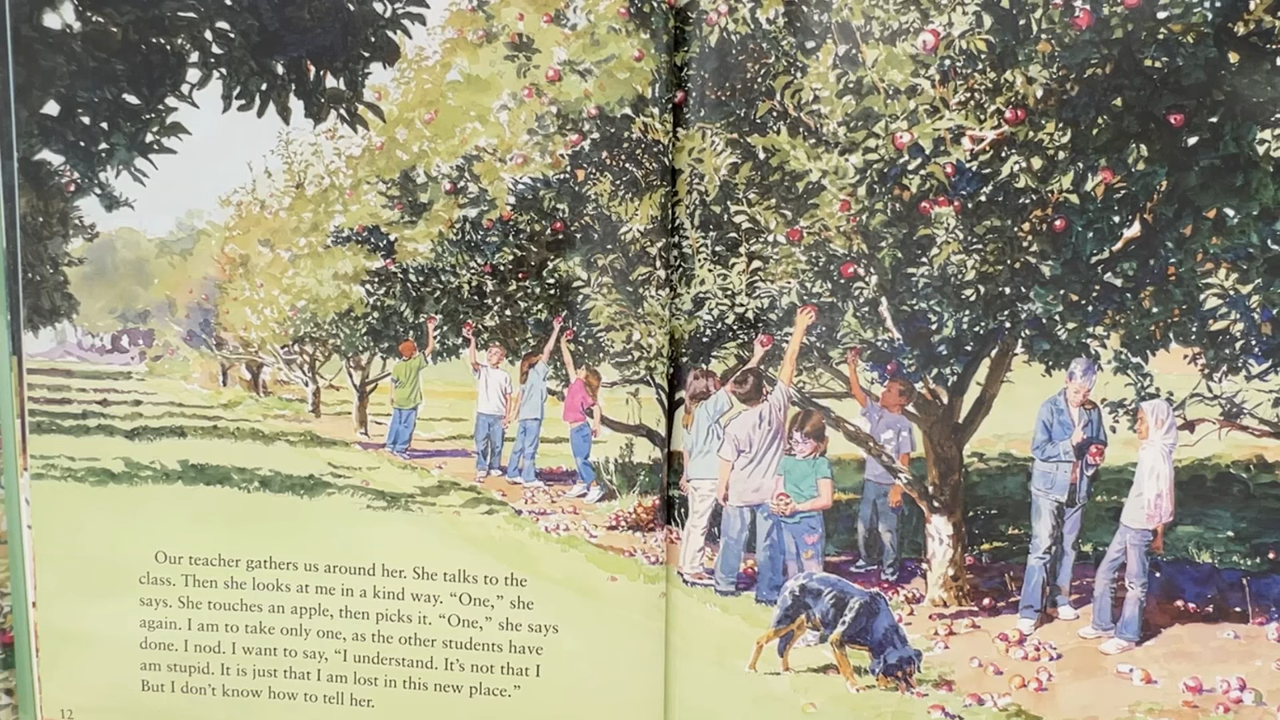 Our teacher gathers us around her. She talks to the
class. Then she looks at me in a kind way. “One,” she
says. She touches an apple, then picks it. “One,” she says
again. I am to take only one, as the other students have
done. I nod. I want to say, “I understand. It’s not that I
am stupid. It is just that I am lost in this new place.”
But I don’t know how to tell her.
12